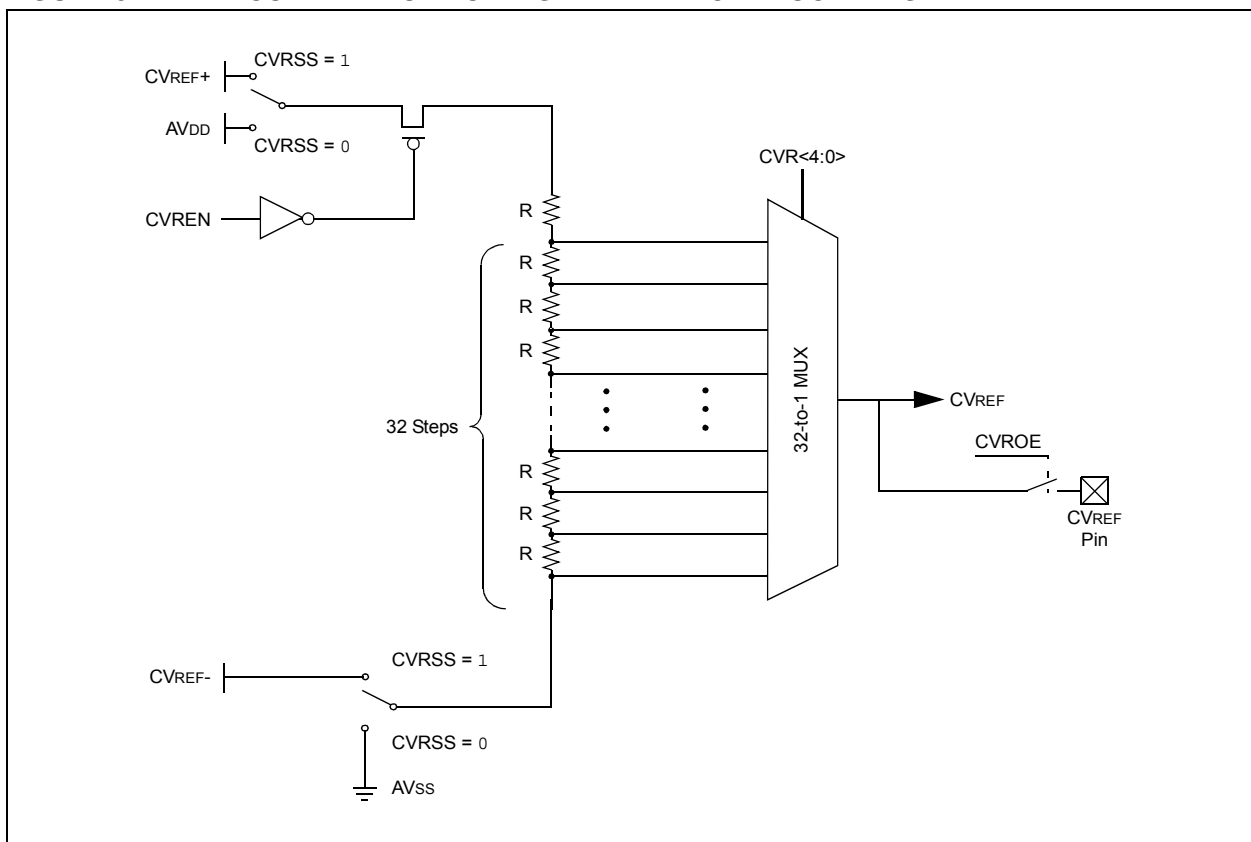 CVRSS = 1
CVREF+
AVDD
CVRSS = 0
CVR<4:0>
CVREN
R
R
R
R
32-to-1 MUX
32 Steps
CVREF
CVROE
R
R
R
CVREF
Pin
CVRSS = 1
CVREF-
CVRSS = 0
AVSS